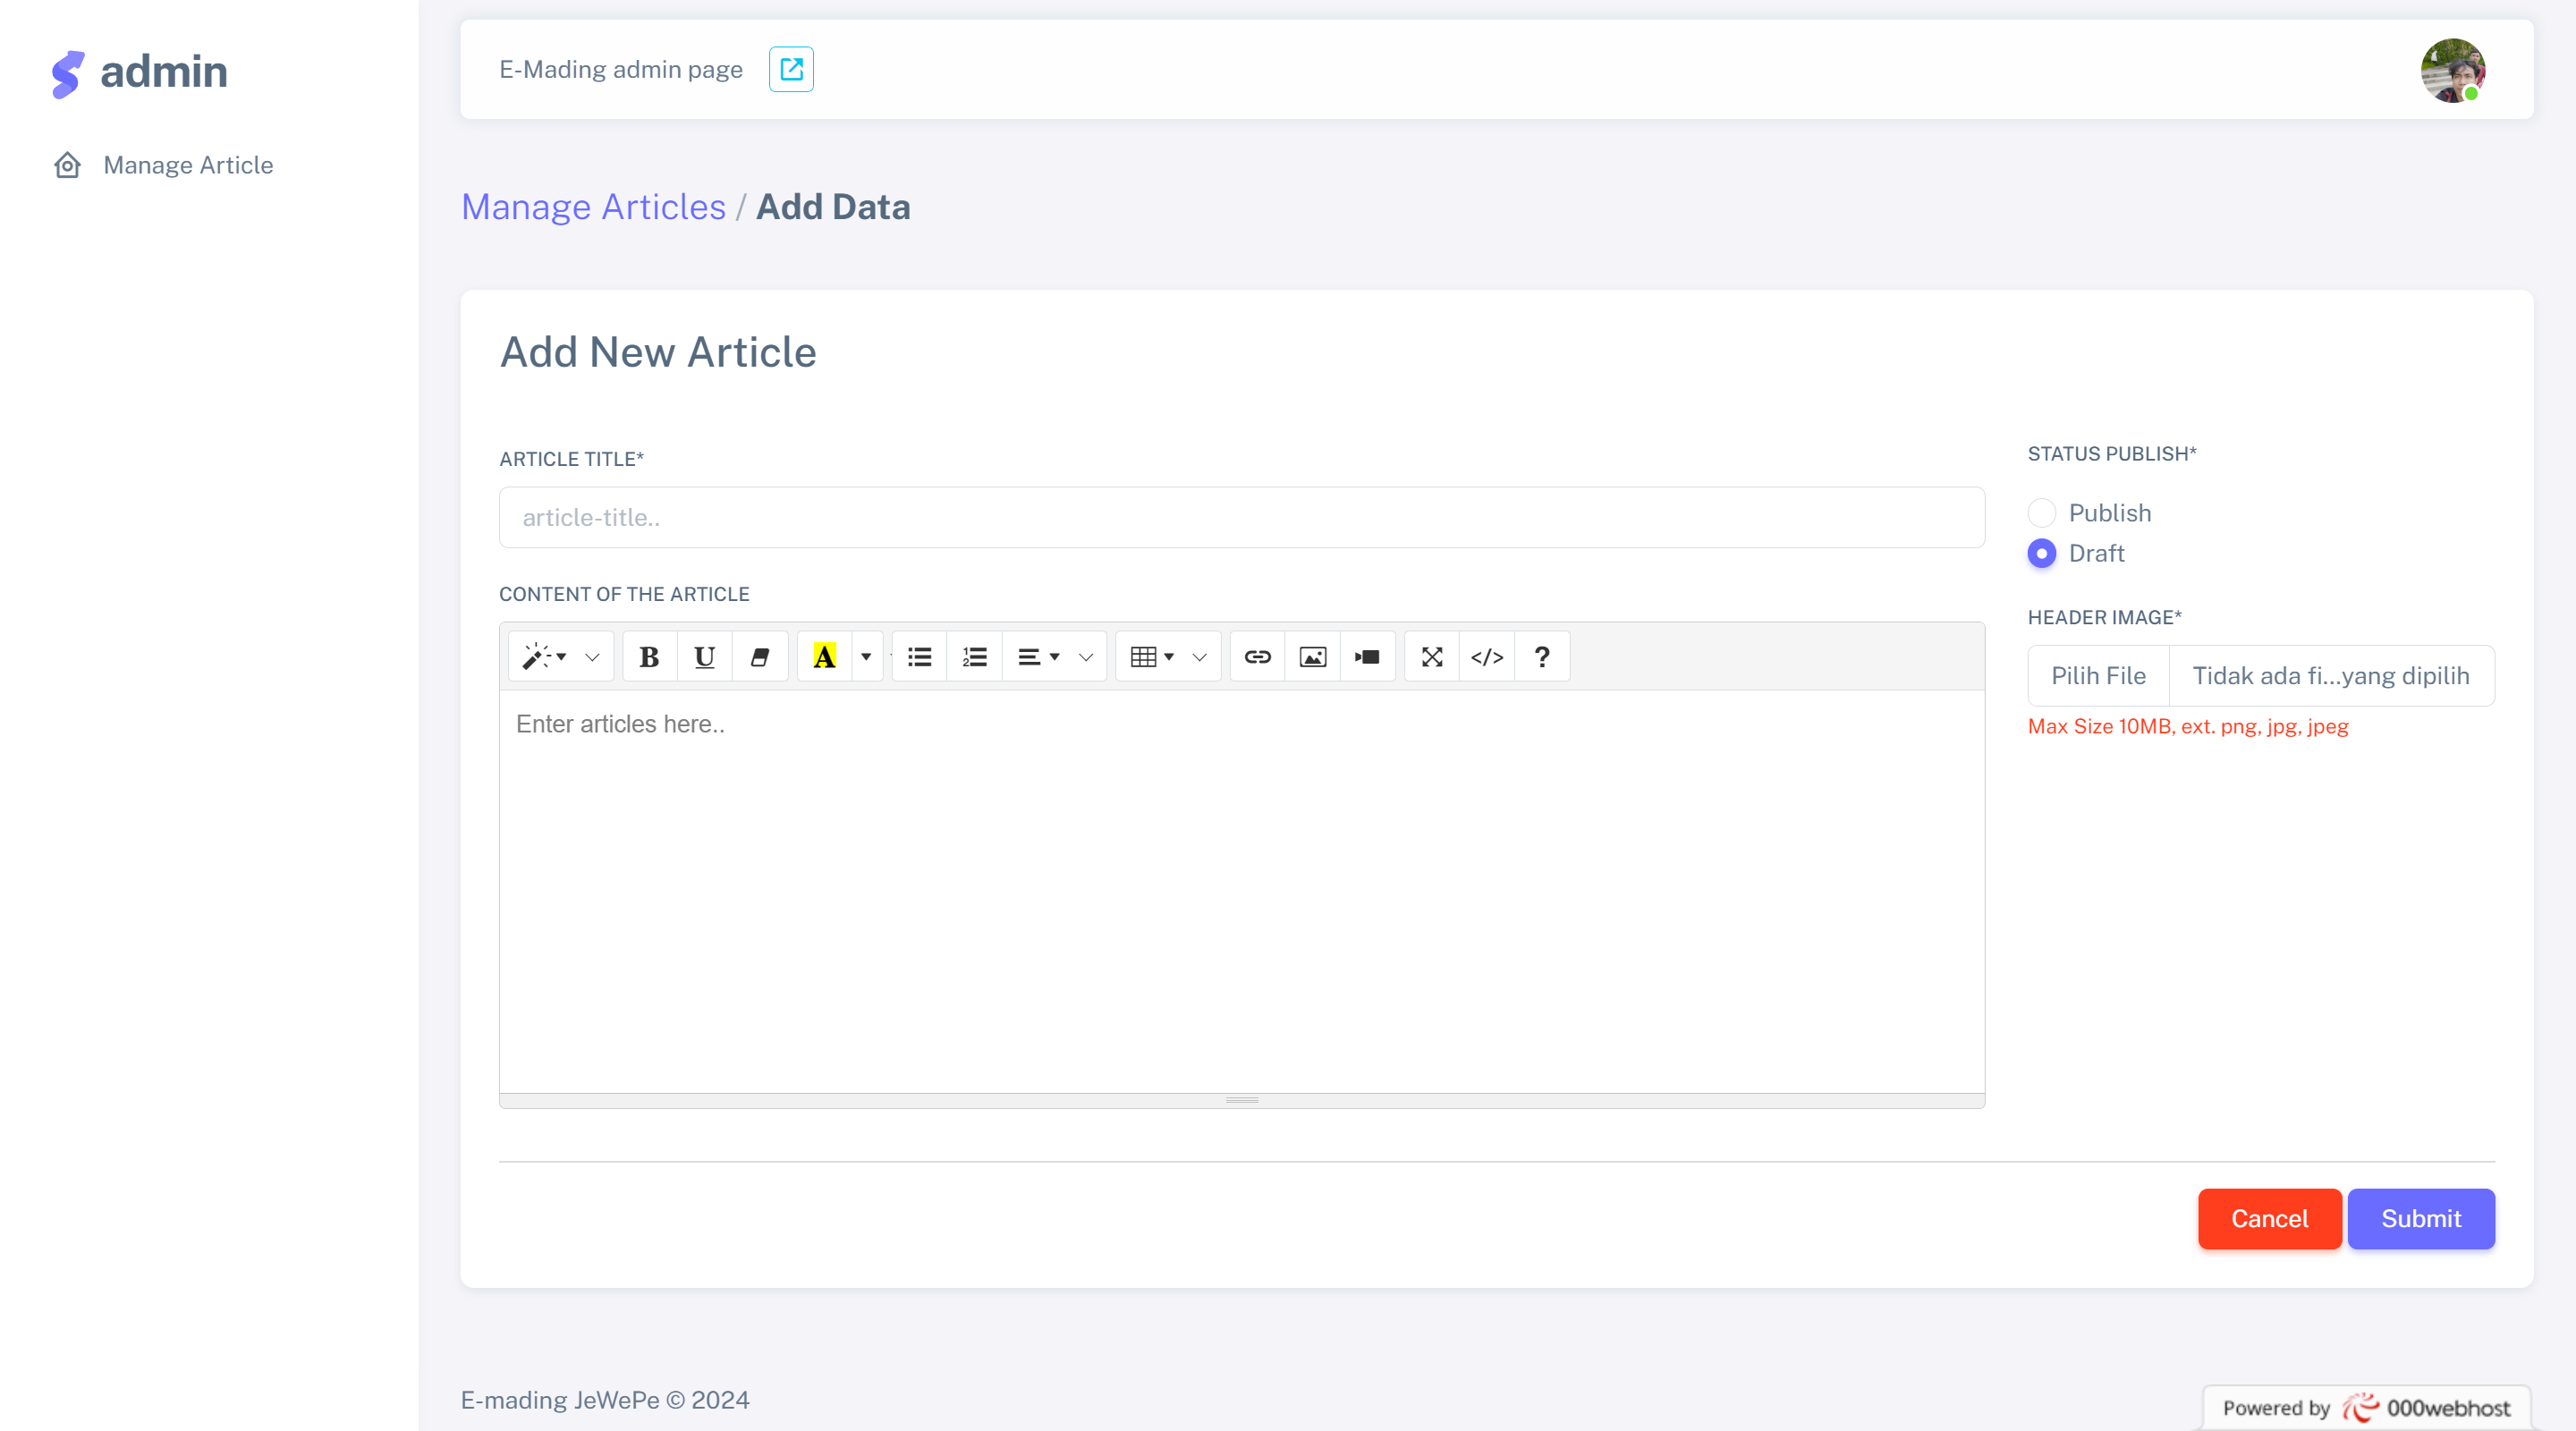 admin
Manage Article
E-Mading admin page
Manage Articles / Add Data
Add New Article
ARTICLE TITLE*
article-title..
CONTENT OF THE ARTICLE
B U A </> ?
Enter articles here..
STATUS PUBLISH*
Publish
Draft
HEADER IMAGE*
Pilih File Tidak ada fi...yang dipilih
Max Size 10MB, ext. png, jpg, jpeg
Cancel Submit
E-mading JeWePe © 2024
Powered by 000webhost